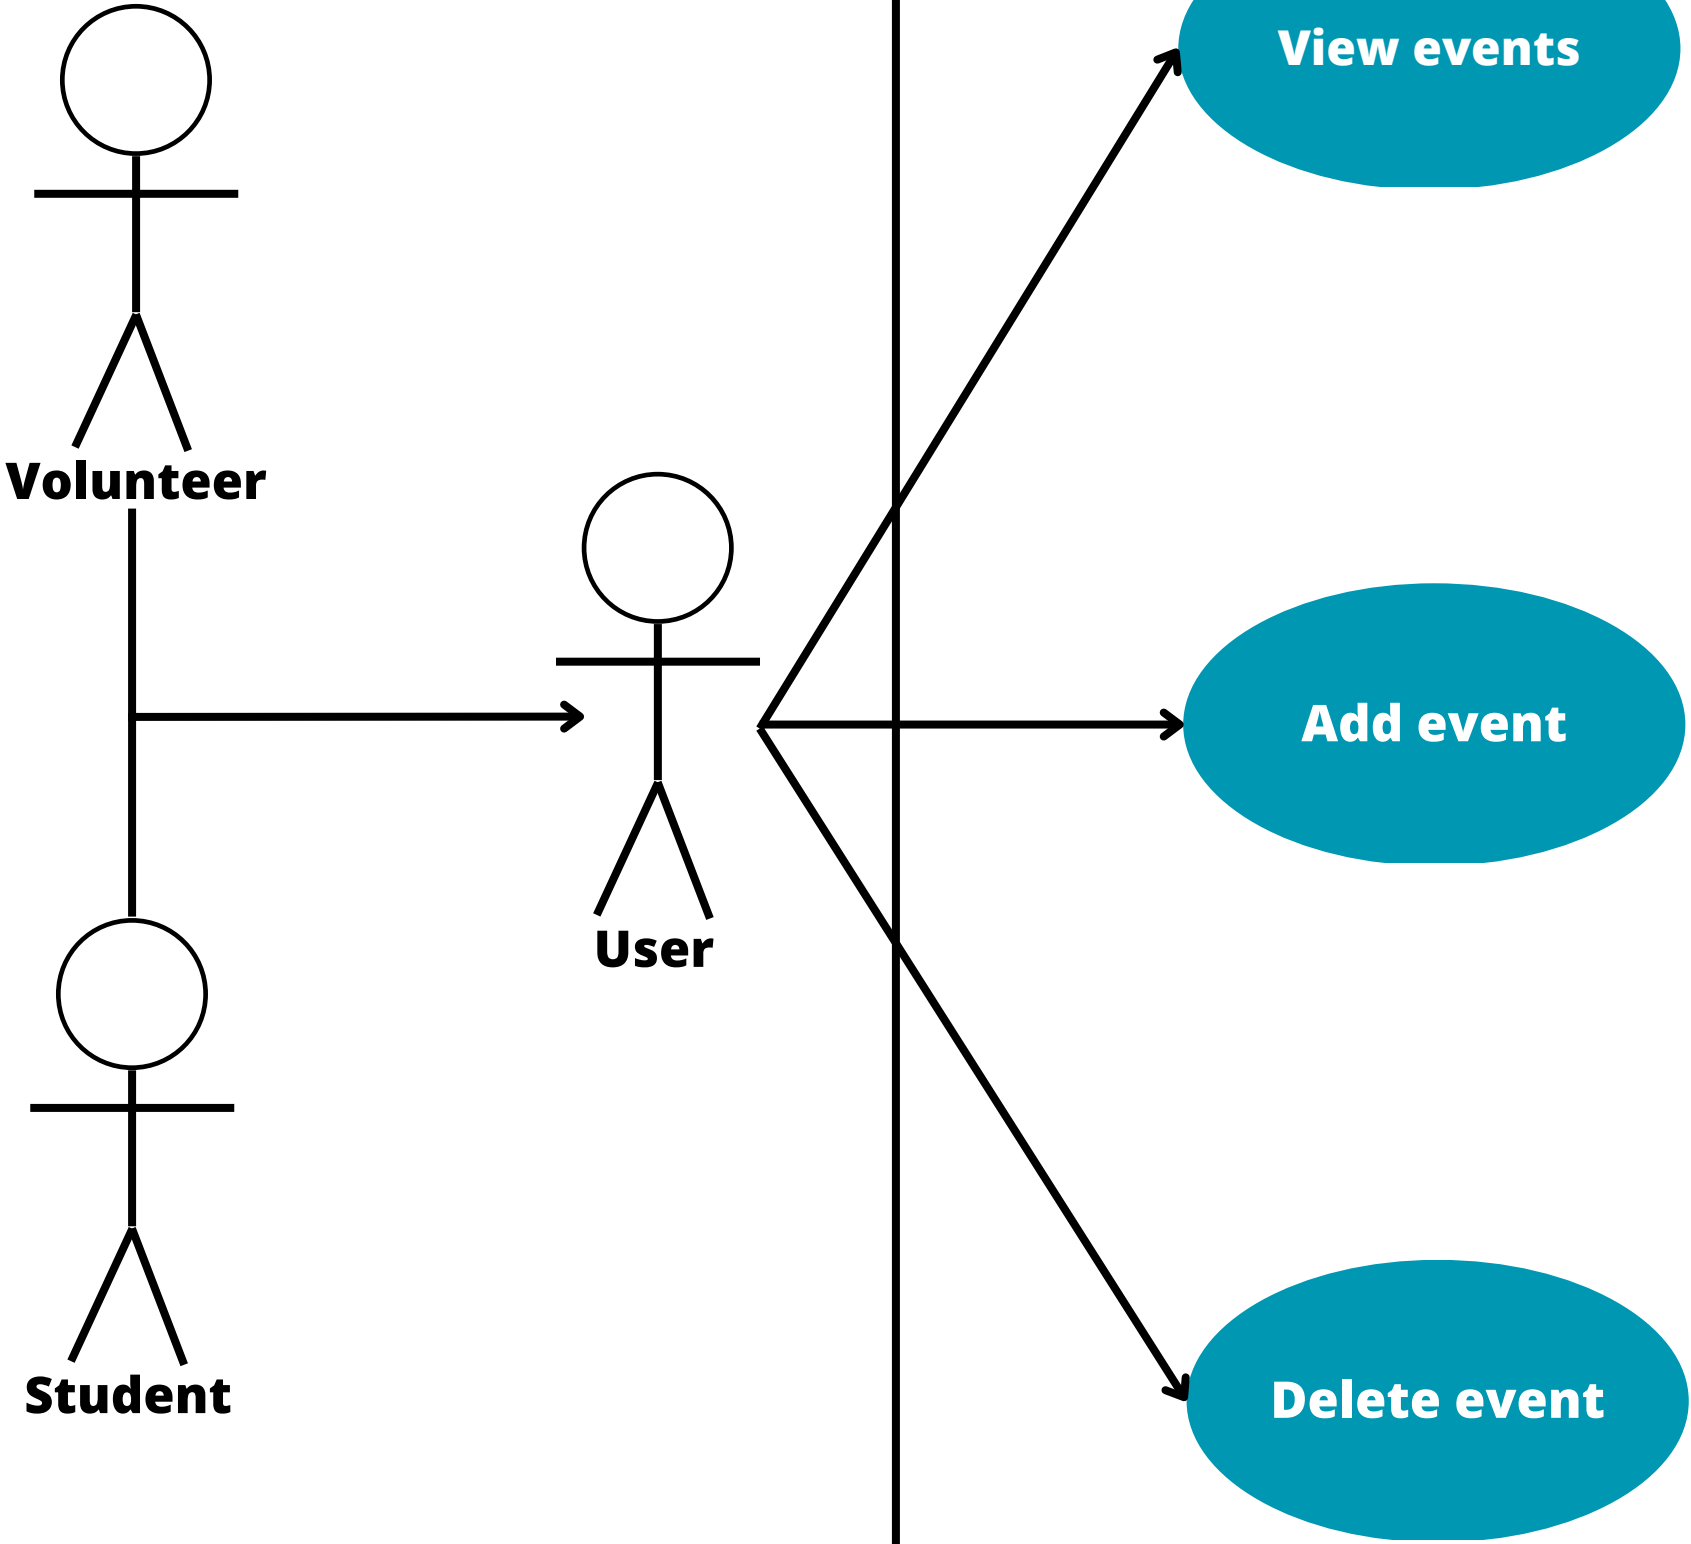 View events
Volunteer
Add event
User
Student
Delete event